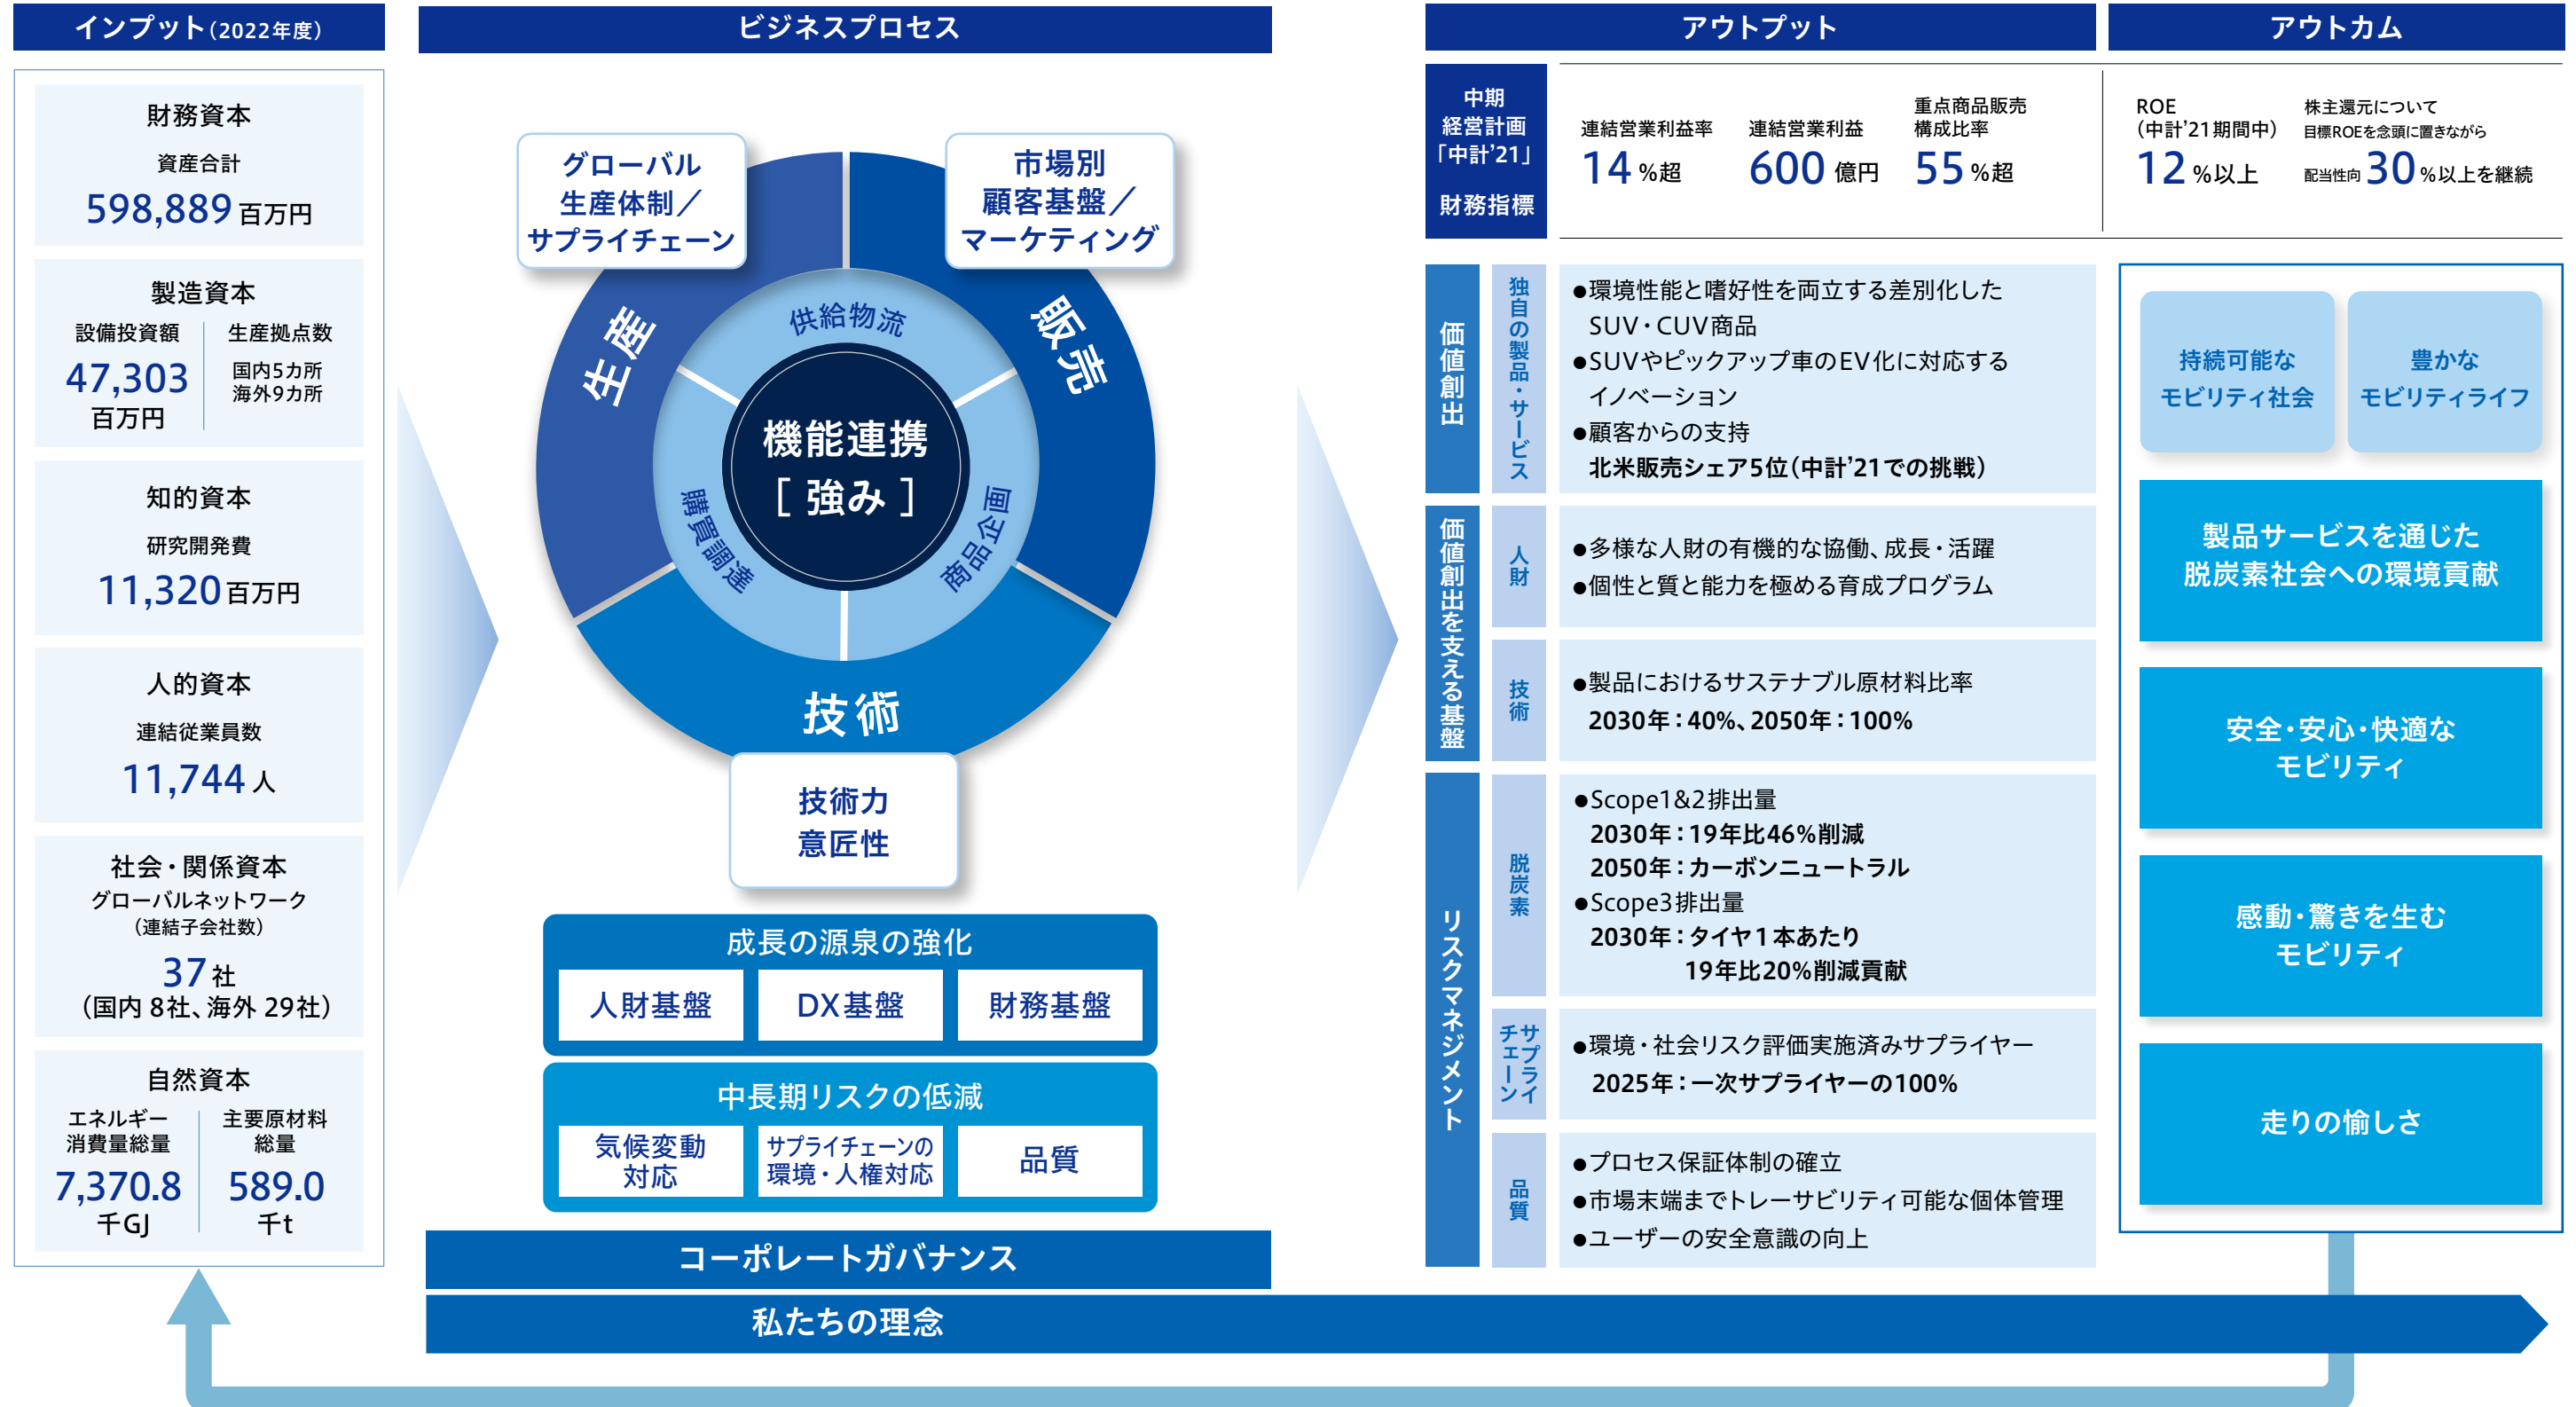 インプット（2022年度）
財務資本
資産合計
598,889 百万円
製造資本
設備投資額
47,303
百万円
生産拠点数
国内5カ所
海外9カ所
知的資本
研究開発費
11,320 百万円
人的資本
連結従業員数
11,744 人
社会・関係資本
グローバルネットワーク
（連結子会社数）
37 社
（国内 8社、海外 29社）
自然資本
エネルギー
消費量総量
7,370.8
千GJ
主要原材料
総量
589.0
千t
ビジネスプロセス
グローバル
生産体制／
サプライチェーン
市場別
顧客基盤／
マーケティング
生産
販売
技術
供給物流
購買調達
商品企画
機能連携
［ 強み ］
技術力
意匠性
成長の源泉の強化
人財基盤
DX基盤
財務基盤
中長期リスクの低減
気候変動
対応
サプライチェーンの
環境・人権対応
品質
コーポレートガバナンス
私たちの理念
アウトプット
中期
経営計画
「中計’21」
財務指標
連結営業利益率
14 %超
連結営業利益
600 億円
重点商品販売
構成比率
55 %超
価値創出
独自の製品・サービス
●環境性能と嗜好性を両立する差別化した
SUV・CUV商品
●SUVやピックアップ車のEV化に対応する
イノベーション
●顧客からの支持
北米販売シェア5位（中計’21での挑戦）
価値創出を支える基盤
人財
●多様な人財の有機的な協働、成長・活躍
●個性と質と能力を極める育成プログラム
技術
●製品におけるサステナブル原材料比率
2030年：40%、2050年：100%
リスクマネジメント
脱炭素
●Scope1&2排出量
2030年：19年比46%削減
2050年：カーボンニュートラル
●Scope3排出量
2030年：タイヤ1本あたり
19年比20%削減貢献
サプライ
チェーン
●環境・社会リスク評価実施済みサプライヤー
2025年：一次サプライヤーの100%
品質
●プロセス保証体制の確立
●市場末端までトレーサビリティ可能な個体管理
●ユーザーの安全意識の向上
アウトカム
ROE
（中計’21期間中）
12 %以上
株主還元について
目標ROEを念頭に置きながら
配当性向 30 %以上を継続
持続可能な
モビリティ社会
豊かな
モビリティライフ
製品サービスを通じた
脱炭素社会への環境貢献
安全・安心・快適な
モビリティ
感動・驚きを生む
モビリティ
走りの愉しさ